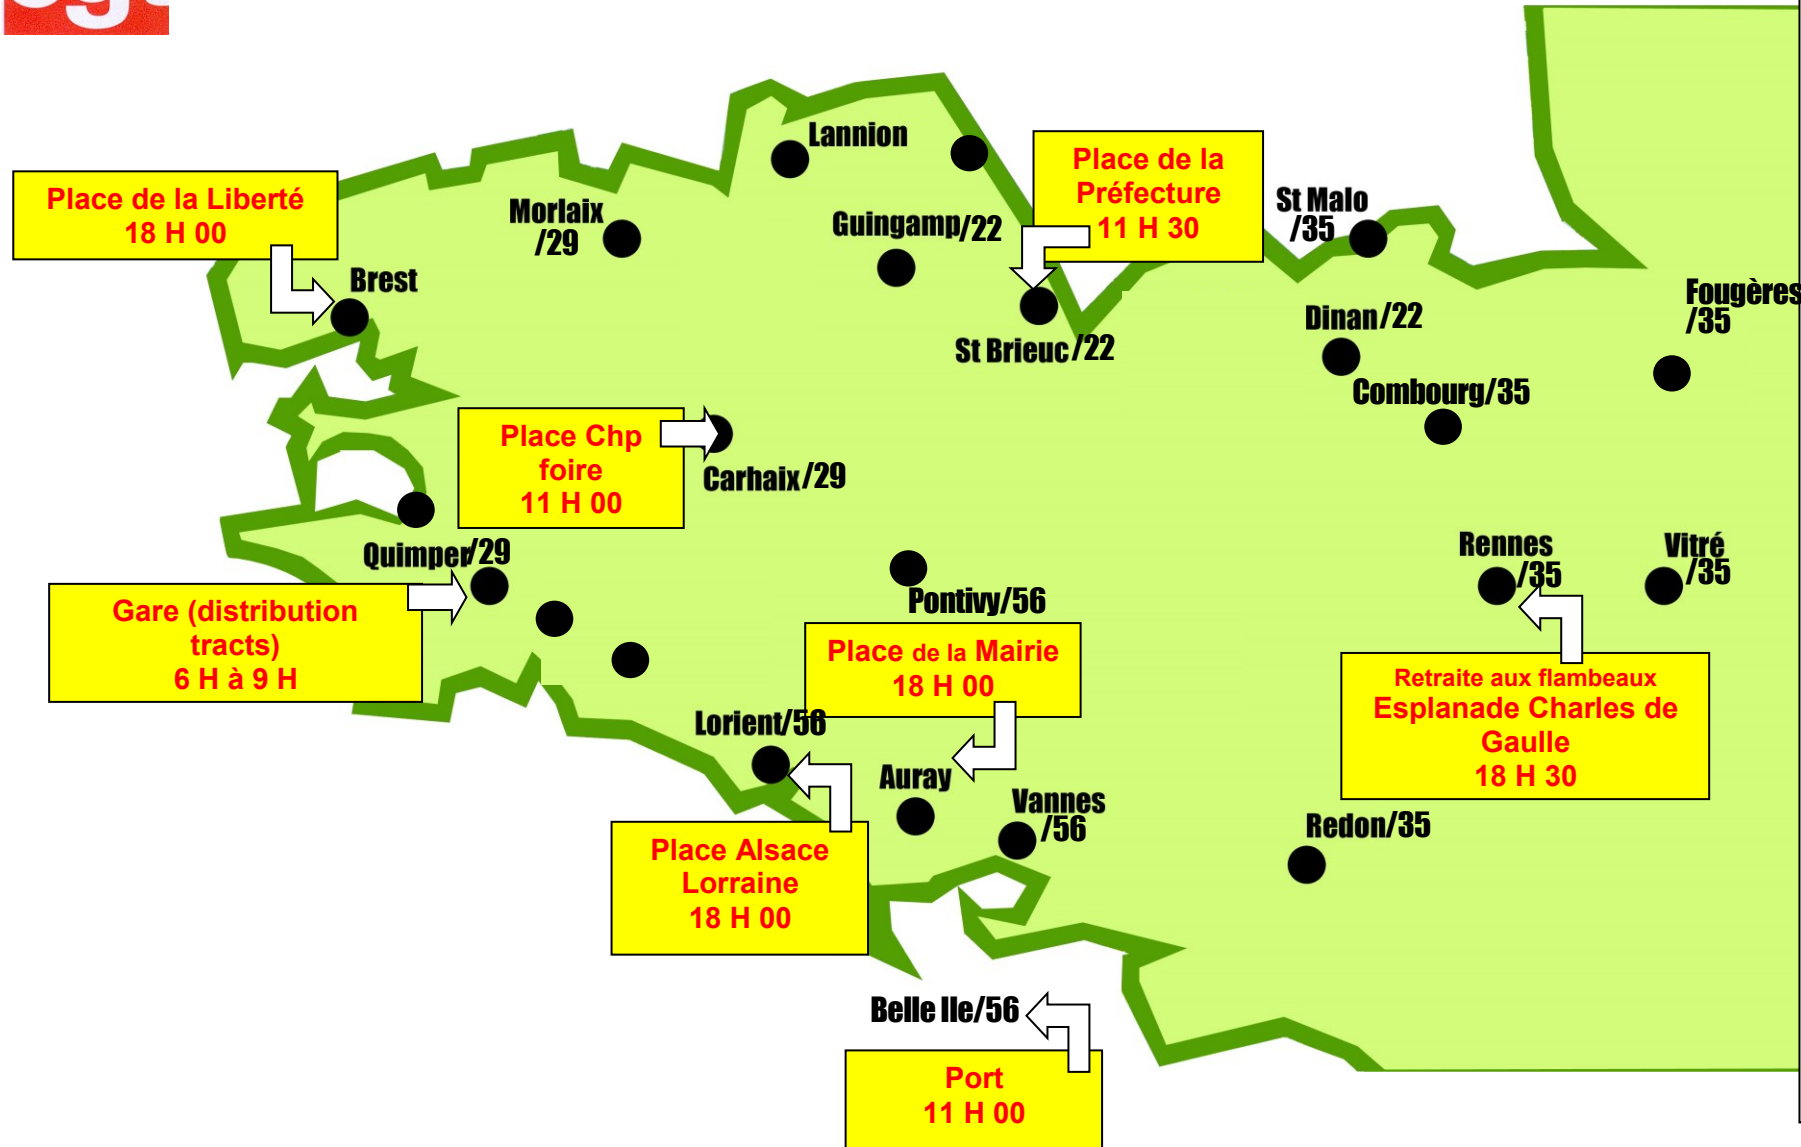 cgt
Lannion
Place de la
Préfecture
11 H 30
Place de la Liberté
18 H 00
Morlaix
/29
Guingamp/22
St Malo
/35
Brest
Fougères
/35
Dinan/22
St Brieuc/22
Combourg/35
Place Chp
foire
11 H 00
Carhaix/29
Quimper/29
Rennes
/35
Vitré
/35
Gare (distribution
tracts)
6 H à 9 H
Pontivy/56
Place de la Mairie
18 H 00
Retraite aux flambeaux
Esplanade Charles de
Gaulle
18 H 30
Lorient/56
Auray
Vannes
/56
Redon/35
Place Alsace
Lorraine
18 H 00
Belle Ile/56
Port
11 H 00